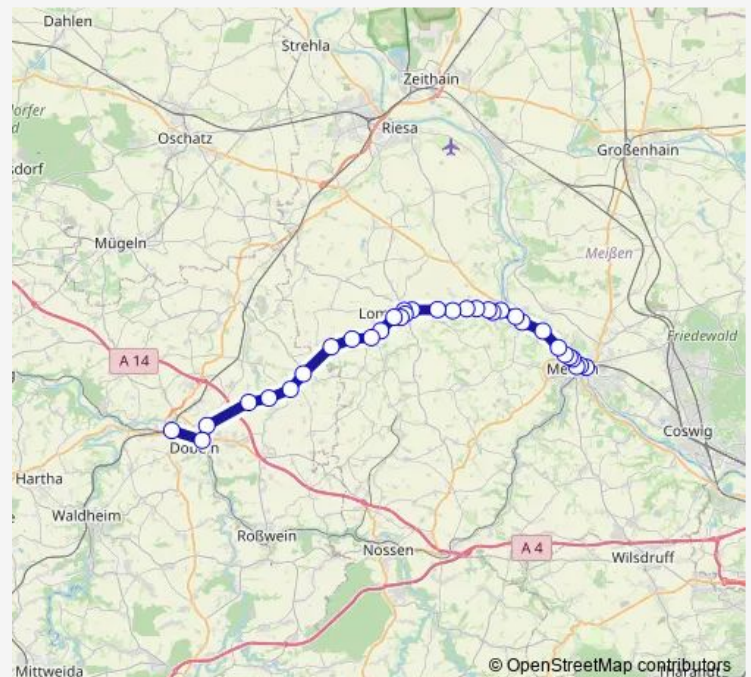 Dahlen
Strehla
Zeithain
Riesa
Oschatz
Großenhain
Mügeln
Meißen
Friedewald
A 14
Coswig
Hartha
Waldheim
Roßwein
Nossen
A 4
Wilsdruff
Mittweida
© OpenStreetMap contributors